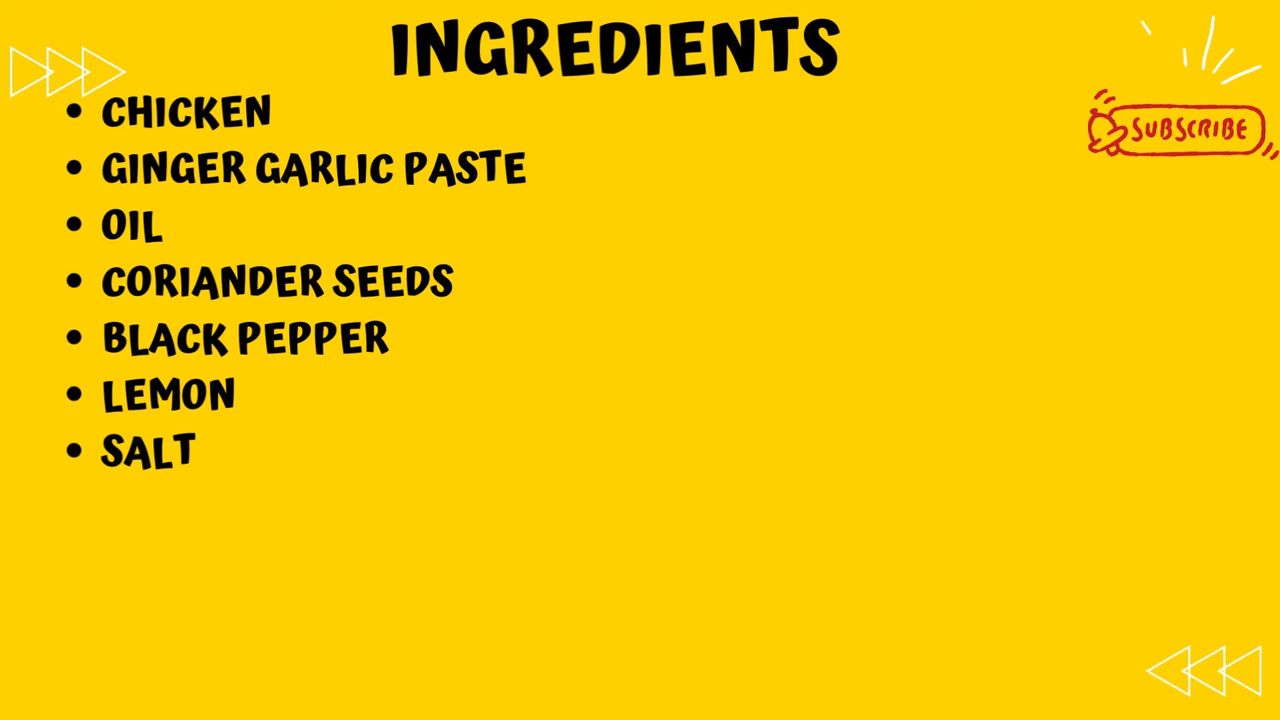 INGREDIENTS
• CHICKEN
SUBSCRIBE
• GINGER GARLIC PASTE
• OIL
• CORIANDER SEEDS
• BLACK PEPPER
• LEMON
• SALT